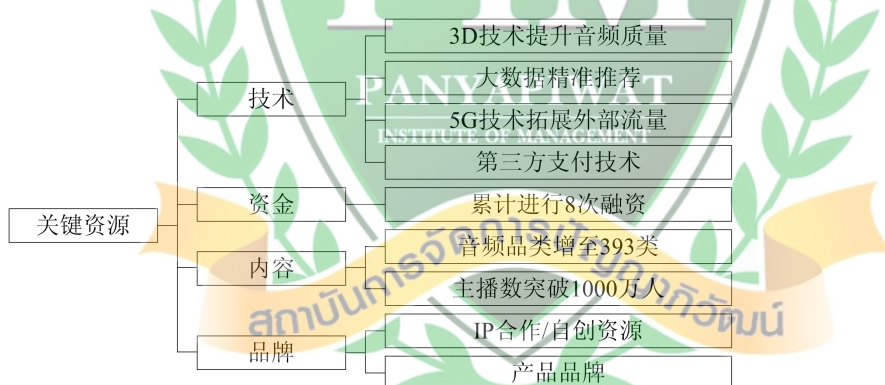 关键资源
技术
3D技术提升音频质量
大数据精准推荐
5G技术拓展外部流量
第三方支付技术
资金
累计进行8次融资
内容
音频品类增至393类
主播数突破1000万人
品牌
IP合作/自创资源
产品品牌
PIM
PANYAPIWAT
INSTITUTE OF MANAGEMENT
สถาบันการจัดการปัญญาภิวัฒน์